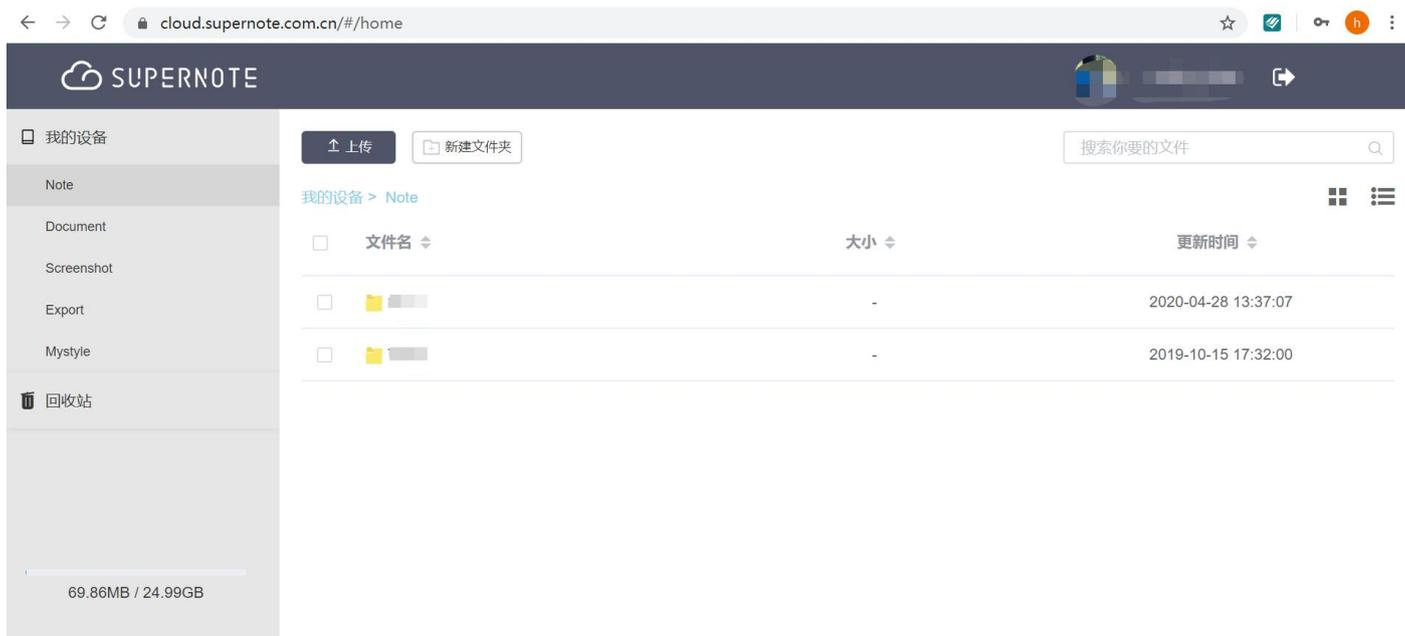 cloud.supernote.com.cn/#/home
h
SUPERNOTE
我的设备
Note
Document
Screenshot
Export
Mystyle
回收站
69.86MB / 24.99GB
上传 新建文件夹 搜索你要的文件
我的设备 > Note
文件名 大小 更新时间
- 2020-04-28 13:37:07
- 2019-10-15 17:32:00